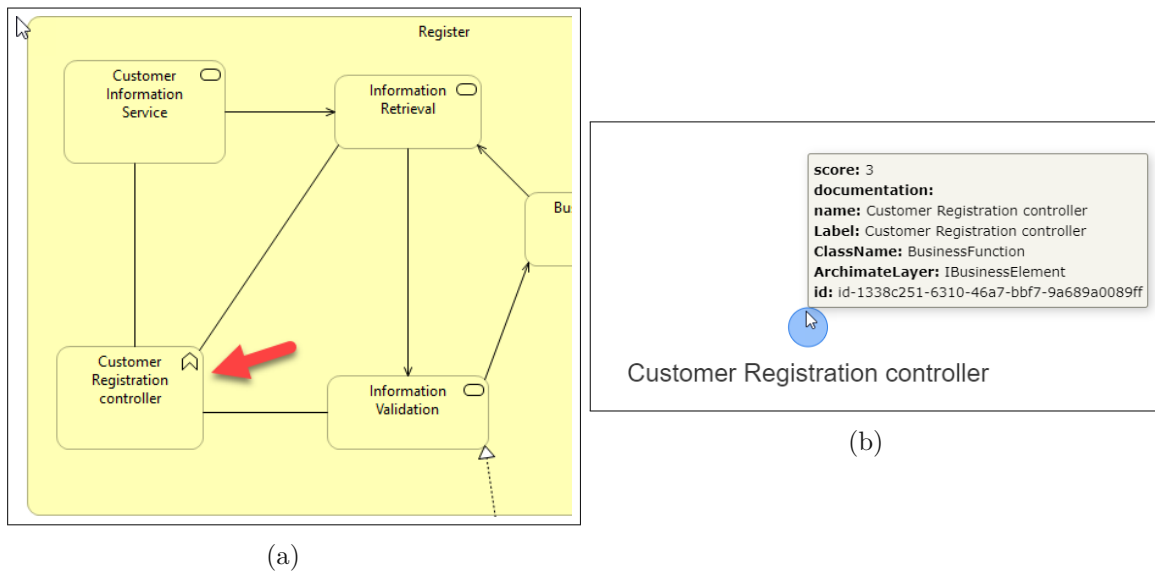 Register
Customer
Information
Service
Information
Retrieval
Bu
Customer
Registration
controller
Information
Validation
(a)
score: 3
documentation:
name: Customer Registration controller
Label: Customer Registration controller
ClassName: BusinessFunction
ArchimateLayer: IBusinessElement
id: id-1338c251-6310-46a7-bbf7-9a689a0089ff
Customer Registration controller
(b)